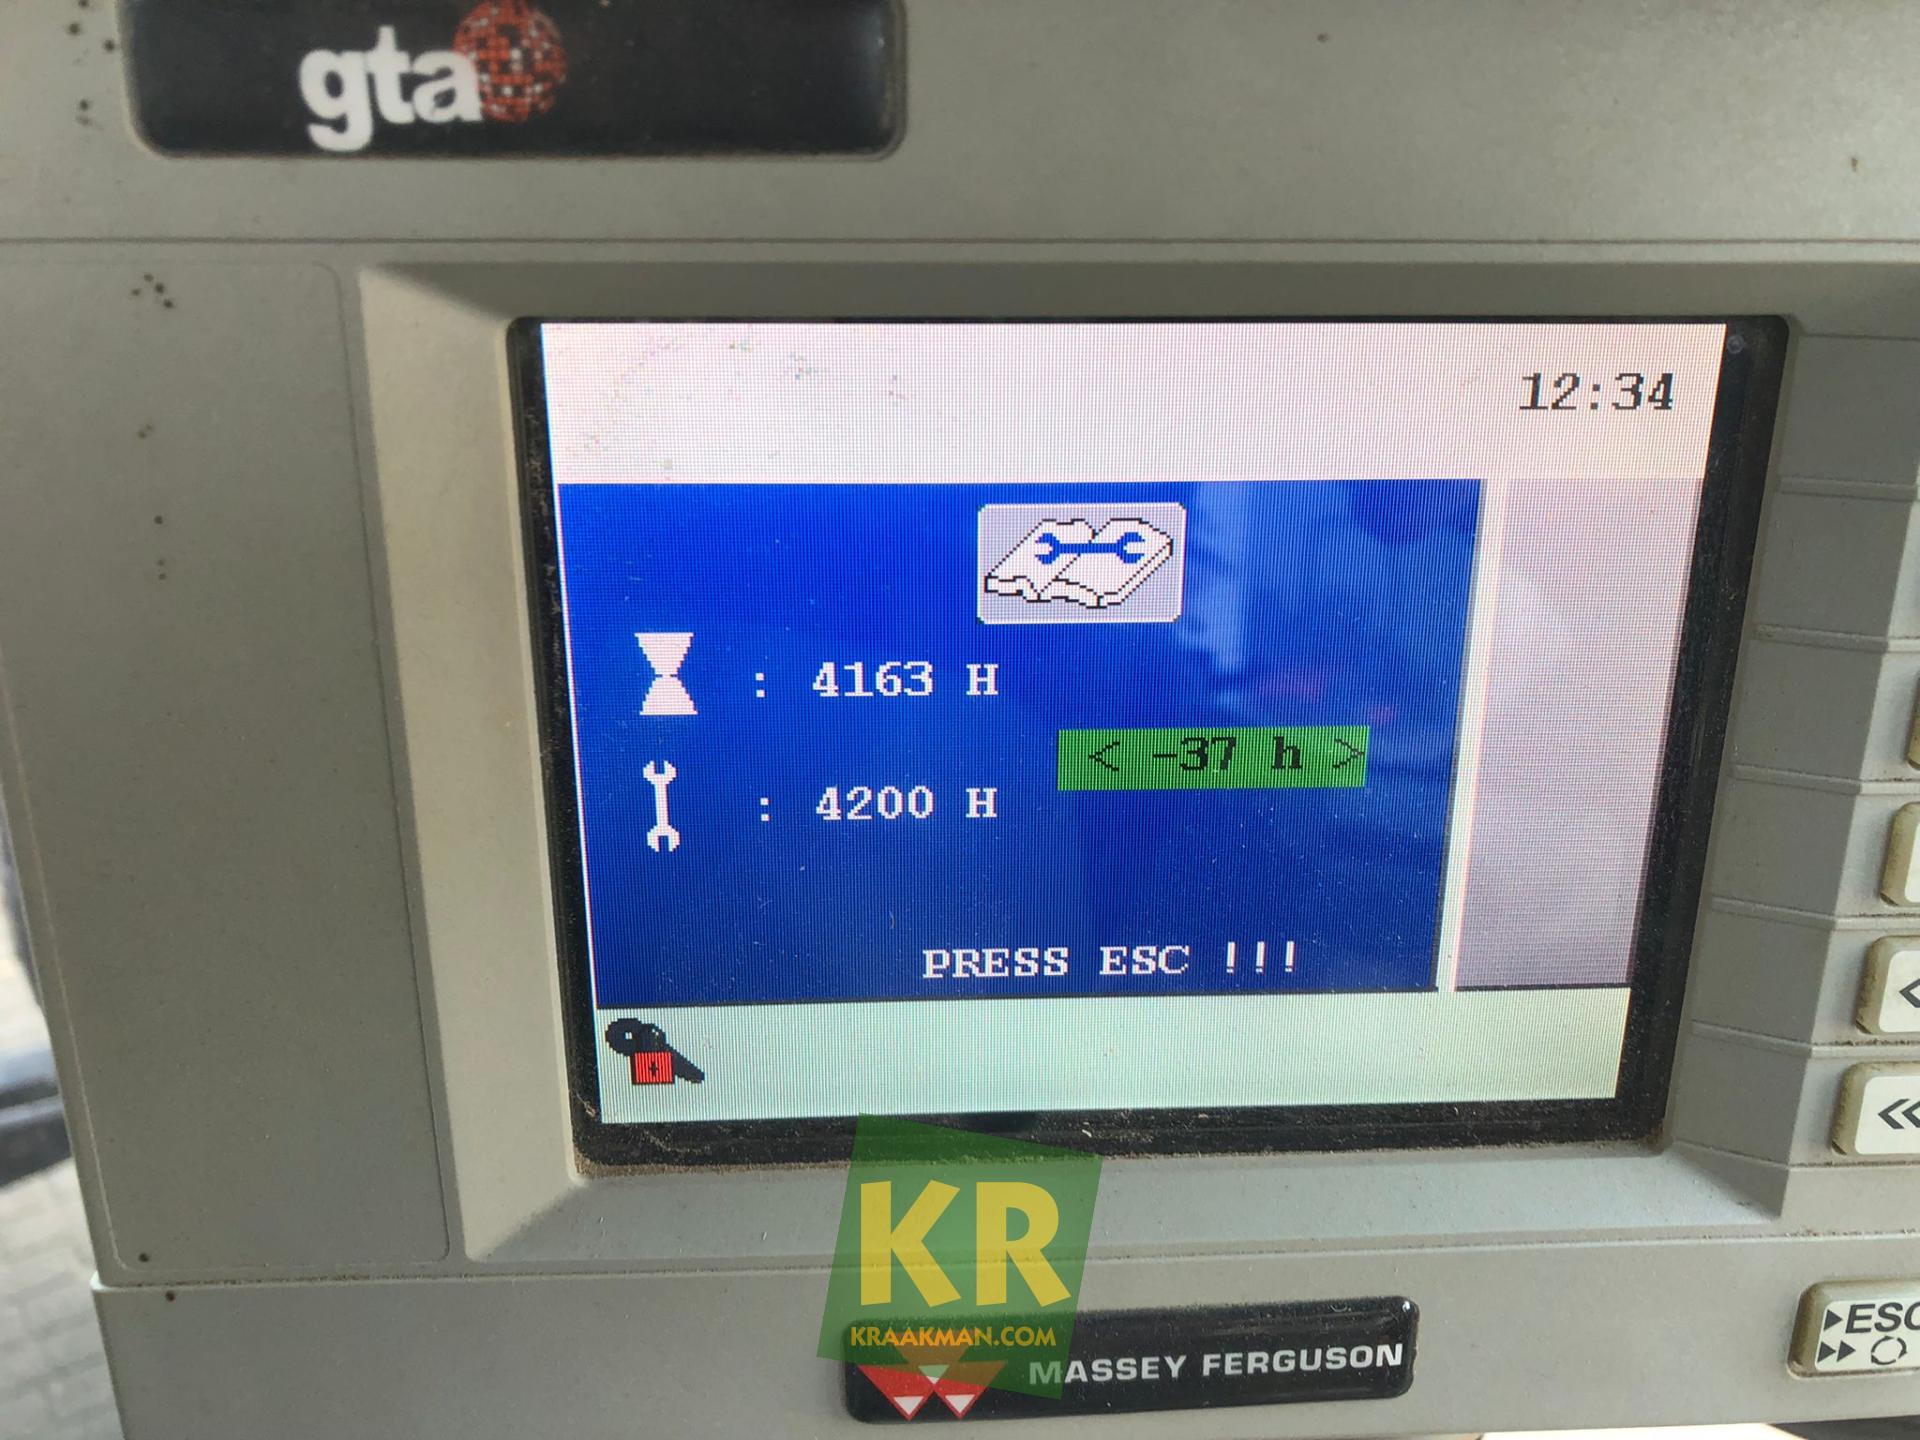 gta
12:34
: 4163 H
< -37 h >
: 4200 H
PRESS ESC !!!
KR
KRAAKMAN.COM
MASSEY FERGUSON
ESC